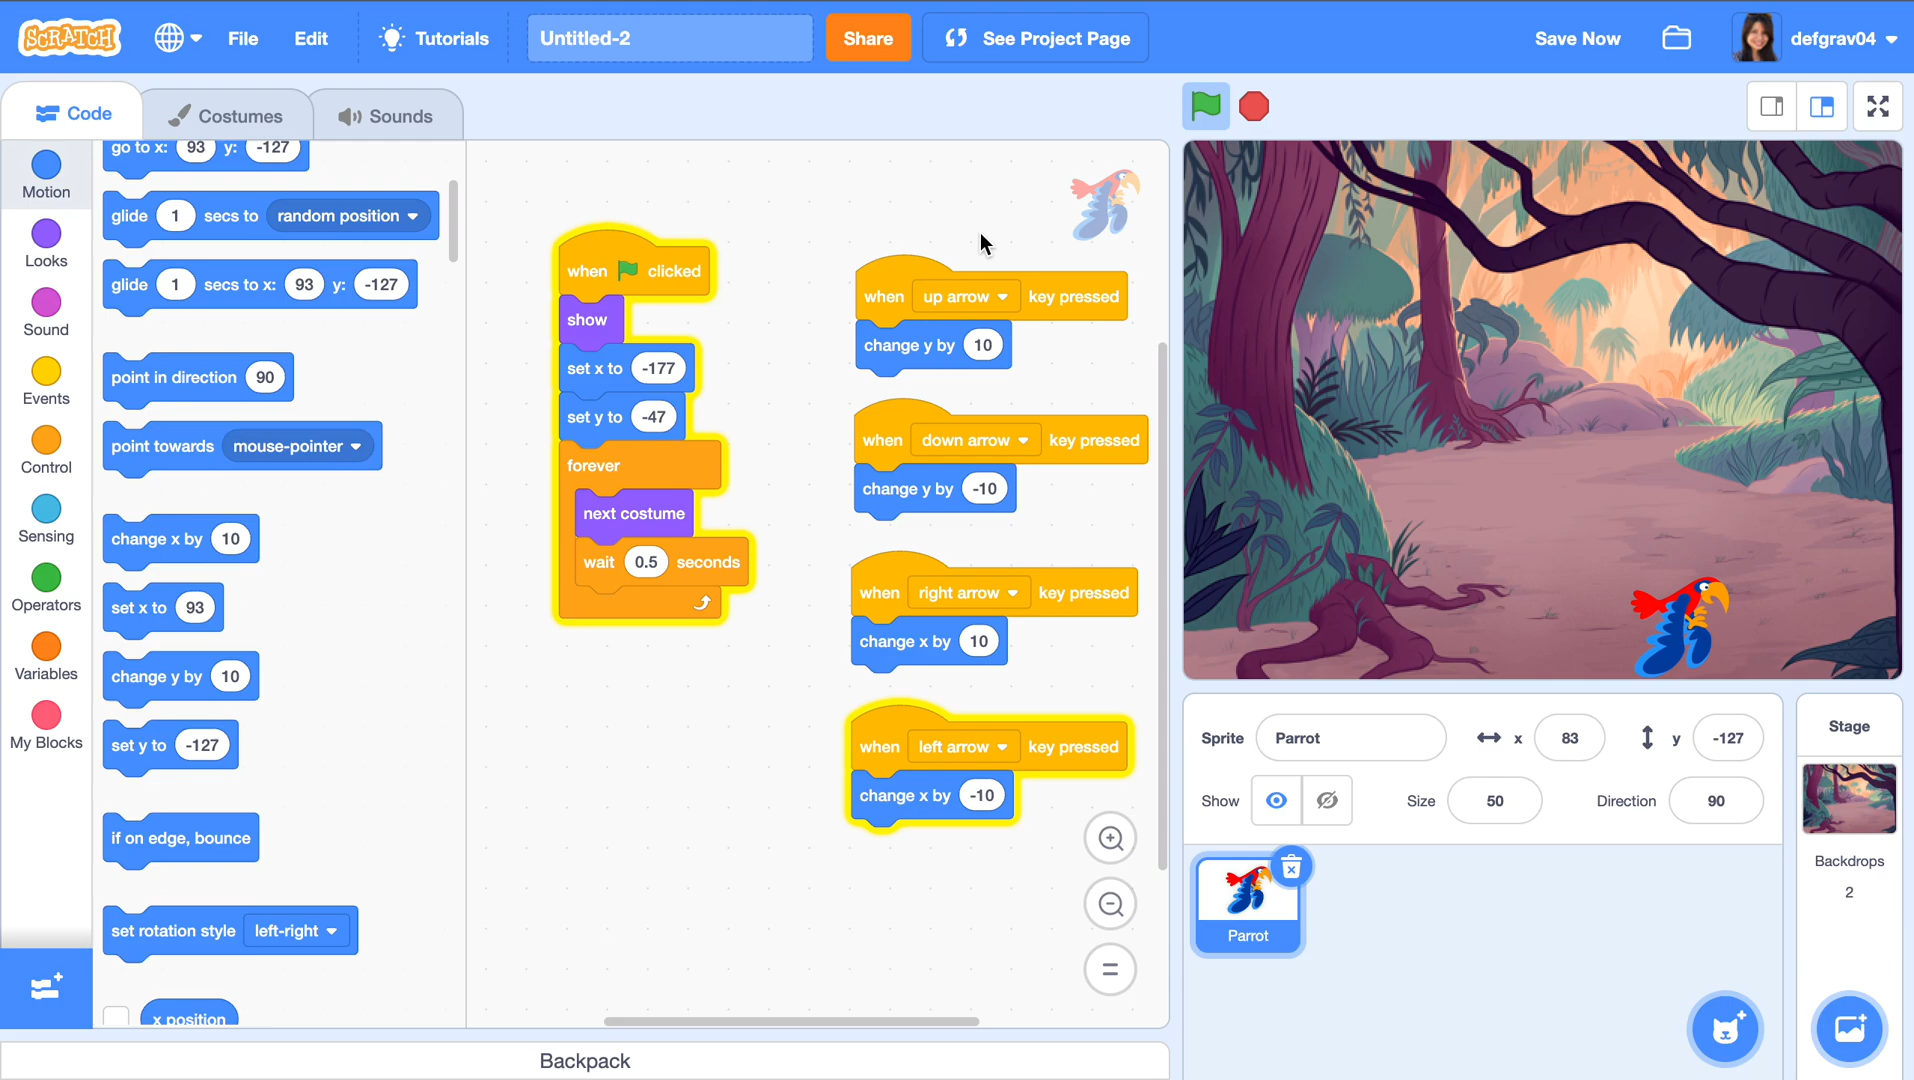 SCRATCH
File
Edit
Tutorials
Untitled-2
Share
See Project Page
Save Now
defgrav04
Code
Costumes
Sounds
Motion
Looks
Sound
Events
Control
Sensing
Operators
Variables
My Blocks
go to x: 93 y: -127
glide 1 secs to random position
glide 1 secs to x: 93 y: -127
point in direction 90
point towards mouse-pointer
change x by 10
set x to 93
change y by 10
set y to -127
if on edge, bounce
set rotation style left-right
x position
when clicked
show
set x to -177
set y to -47
forever
next costume
wait 0.5 seconds
when up arrow key pressed
change y by 10
when down arrow key pressed
change y by -10
when right arrow key pressed
change x by 10
when left arrow key pressed
change x by -10
Backpack
Sprite Parrot x 83 y -127
Show Size 50 Direction 90
Parrot
Stage
Backdrops
2